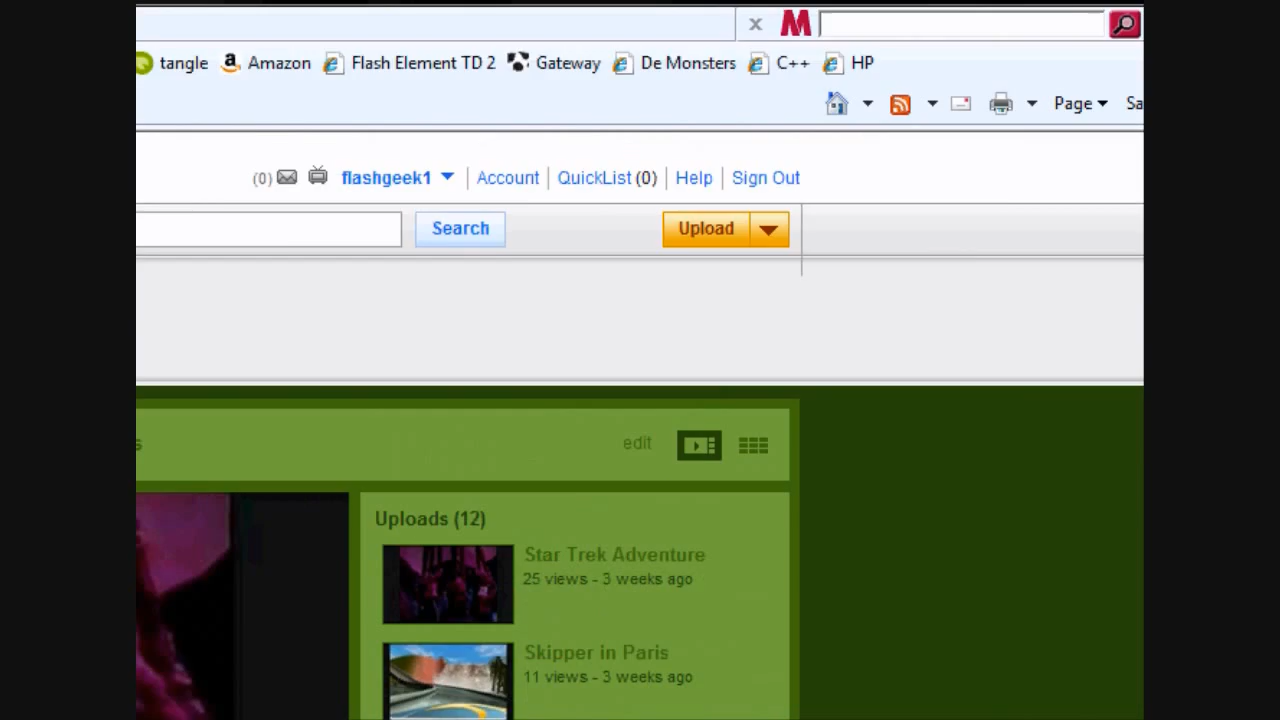 x M
tangle Amazon Flash Element TD 2 Gateway De Monsters C++ HP
Page Sa
(0) flashgeek1 Account QuickList (0) Help Sign Out
Search Upload
s edit
Uploads (12)
Star Trek Adventure
25 views - 3 weeks ago
Skipper in Paris
11 views - 3 weeks ago